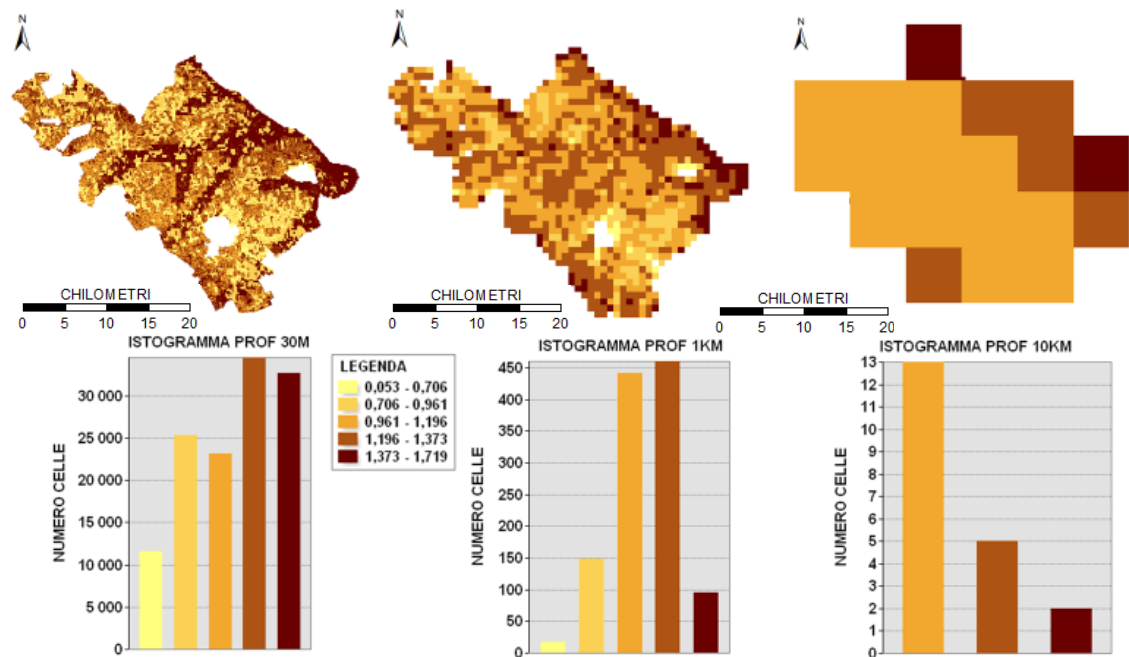 N
N
N
CHILOMETRI
0 5 10 15 20
CHILOMETRI
0 5 10 15 20
CHILOMETRI
0 5 10 15 20
ISTOGRAMMA PROF 30M
NUMERO CELLE
30 000
25 000
20 000
15 000
10 000
5 000
0
LEGENDA
0,053 - 0,706
0,706 - 0,961
0,961 - 1,196
1,196 - 1,373
1,373 - 1,719
ISTOGRAMMA PROF 1KM
NUMERO CELLE
450
400
350
300
250
200
150
100
50
0
ISTOGRAMMA PROF 10KM
NUMERO CELLE
13
12
11
10
9
8
7
6
5
4
3
2
1
0